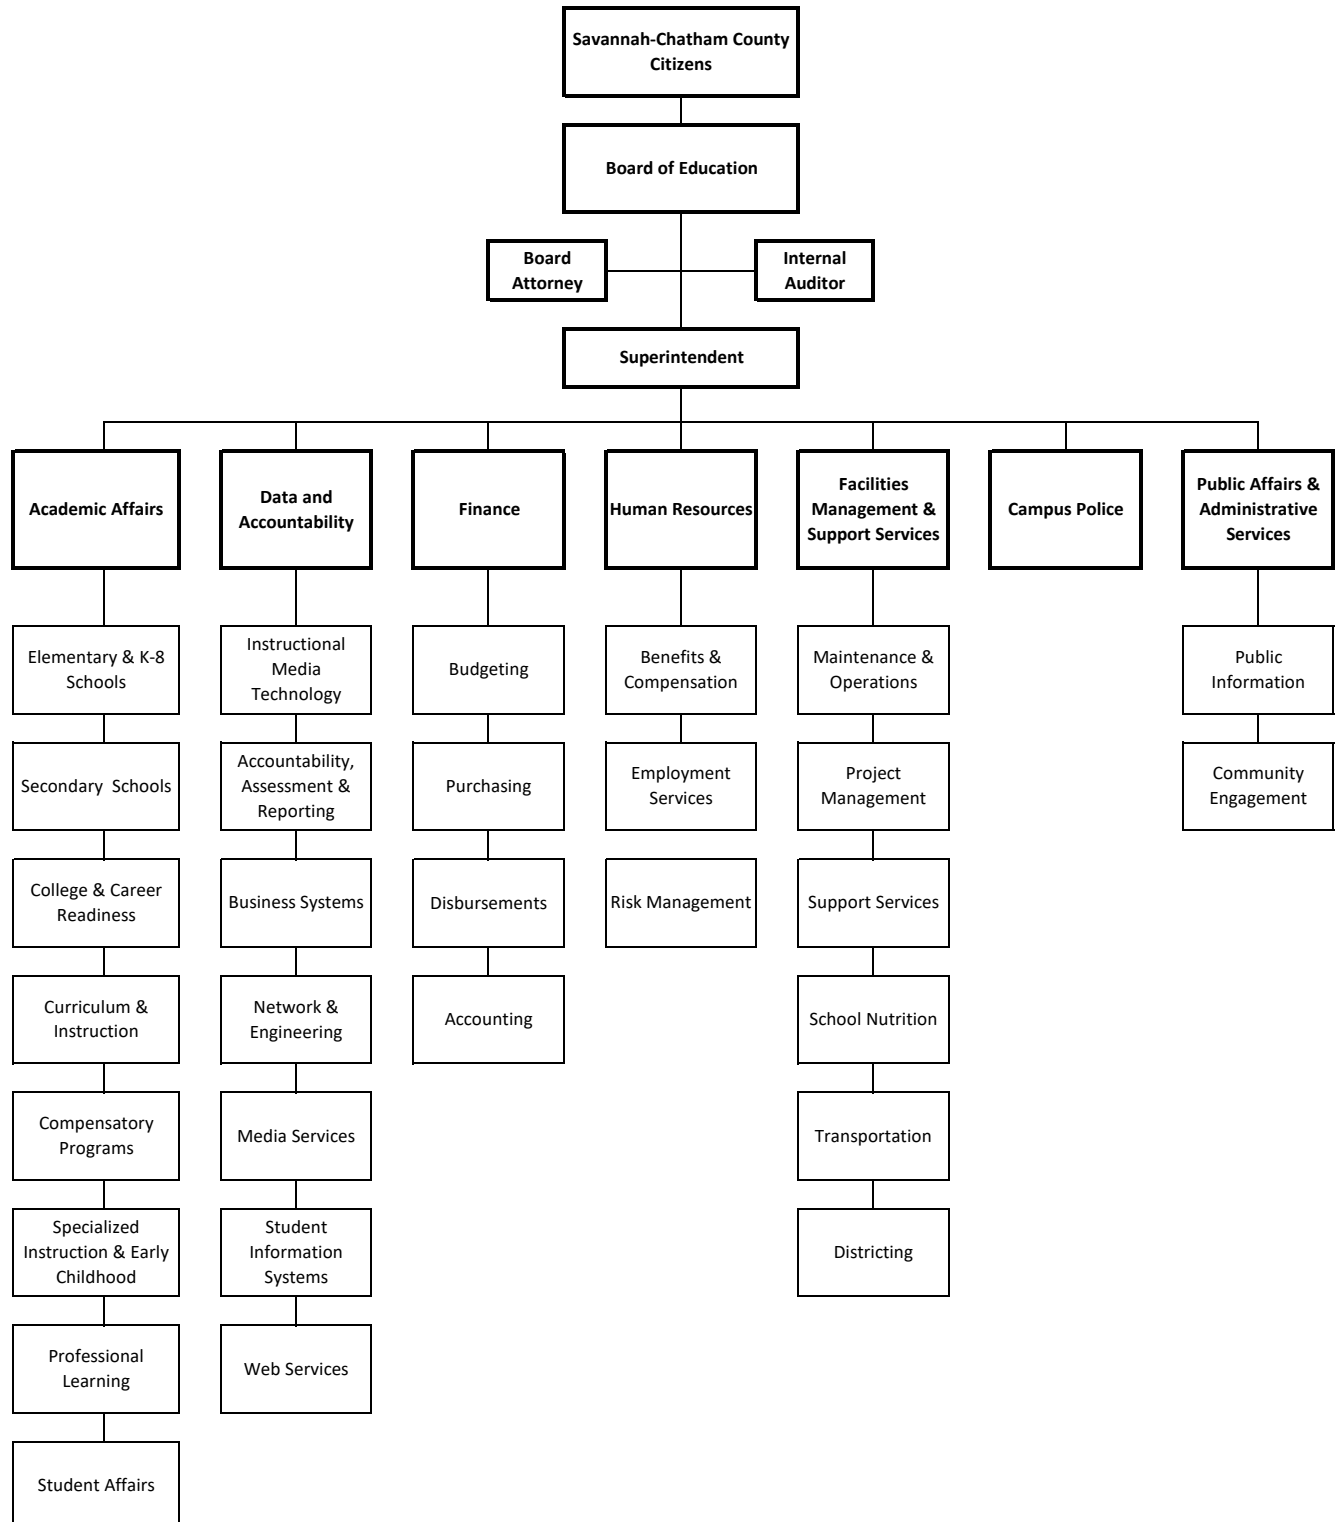 Savannah-Chatham County
Citizens
Board of Education
Board
Attorney
Internal
Auditor
Superintendent
Academic Affairs
Data and
Accountability
Finance
Human Resources
Facilities
Management &
Support Services
Campus Police
Public Affairs &
Administrative
Services
Elementary & K-8
Schools
Instructional
Media
Technology
Budgeting
Benefits &
Compensation
Maintenance &
Operations
Public
Information
Secondary  Schools
Accountability,
Assessment &
Reporting
Purchasing
Employment
Services
Project
Management
Community
Engagement
College & Career
Readiness
Business Systems
Disbursements
Risk Management
Support Services
Curriculum &
Instruction
Network &
Engineering
Accounting
School Nutrition
Compensatory
Programs
Media Services
Transportation
Specialized
Instruction & Early
Childhood
Student
Information
Systems
Districting
Professional
Learning
Web Services
Student Affairs